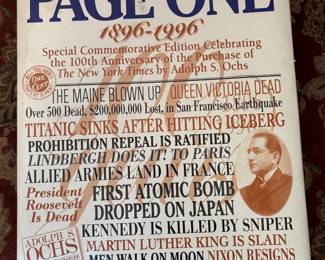 PAGE ONE
1896-1996
Special Commemorative Edition Celebrating
the 100th Anniversary of the Purchase of
The New York Times by Adolph S. Ochs
THE MAINE BLOWN UP QUEEN VICTORIA DEAD
Over 500 Dead, $200,000,000 Lost, in San Francisco Earthquake
TITANIC SINKS AFTER HITTING ICEBERG
PROHIBITION REPEAL IS RATIFIED
LINDBERGH DOES IT! TO PARIS
ALLIED ARMIES LAND IN FRANCE
President
Roosevelt
Is Dead
FIRST ATOMIC BOMB
DROPPED ON JAPAN
KENNEDY IS KILLED BY SNIPER
ADOLPH S.
OCHS
MARTIN LUTHER KING IS SLAIN
MEN WALK ON MOON NIXON RESIGNS